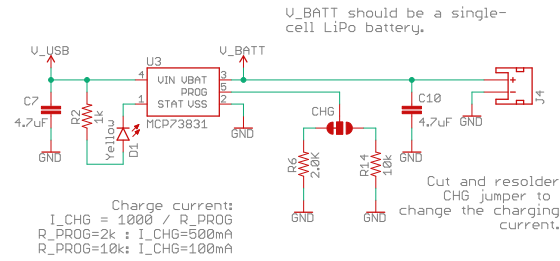 V_BATT should be a single-
cell LiPo battery.
V_USB
U3
V_BATT
4
VIN VBAT
3
PROG
5
1
STAT VSS
2
MCP73831
C7
4.7uF
GND
R2
1k
Yellow
D1
GND
CHG
R6
2.0K
GND
R14
10k
GND
C10
4.7uF
GND
+
-
J4
GND
Cut and resolder
CHG jumper to
change the charging
current.
Charge current:
I_CHG = 1000 / R_PROG
R_PROG=2k : I_CHG=500mA
R_PROG=10k: I_CHG=100mA